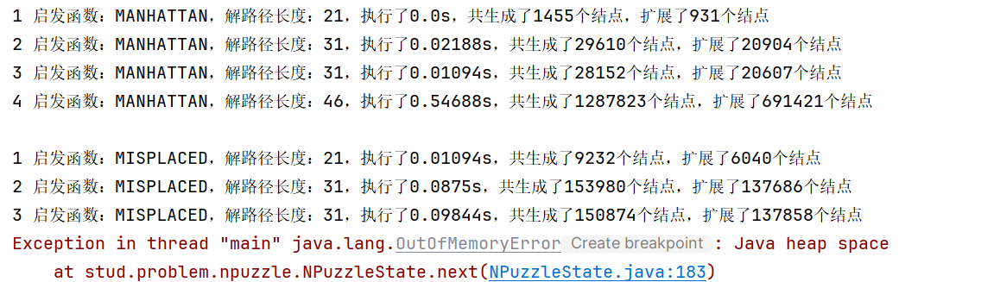 1 启发函数：MANHATTAN，解路径长度：21，执行了0.0s，共生成了1455个结点，扩展了931个结点
2 启发函数：MANHATTAN，解路径长度：31，执行了0.02188s，共生成了29610个结点，扩展了20904个结点
3 启发函数：MANHATTAN，解路径长度：31，执行了0.01094s，共生成了28152个结点，扩展了20607个结点
4 启发函数：MANHATTAN，解路径长度：46，执行了0.54688s，共生成了1287823个结点，扩展了691421个结点
1 启发函数：MISPLACED，解路径长度：21，执行了0.01094s，共生成了9232个结点，扩展了6040个结点
2 启发函数：MISPLACED，解路径长度：31，执行了0.0875s，共生成了153980个结点，扩展了137686个结点
3 启发函数：MISPLACED，解路径长度：31，执行了0.09844s，共生成了150874个结点，扩展了137858个结点
Exception in thread "main" java.lang.OutOfMemoryError Create breakpoint : Java heap space
at stud.problem.npuzzle.NPuzzleState.next(NPuzzleState.java:183)